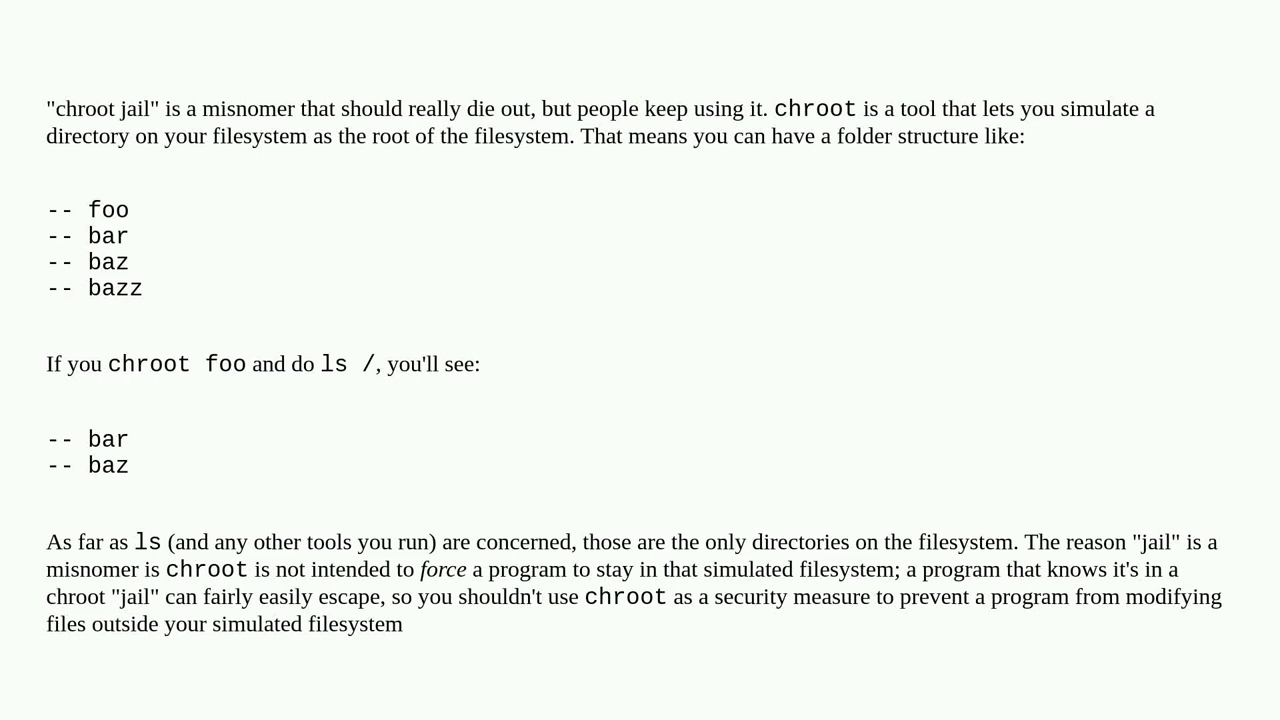 "chroot jail" is a misnomer that should really die out, but people keep using it. chroot is a tool that lets you simulate a
directory on your filesystem as the root of the filesystem. That means you can have a folder structure like:
-- foo
-- bar
-- baz
-- bazz
If you chroot foo and do ls /, you'll see:
-- bar
-- baz
As far as ls (and any other tools you run) are concerned, those are the only directories on the filesystem. The reason "jail" is a
misnomer is chroot is not intended to force a program to stay in that simulated filesystem; a program that knows it's in a
chroot "jail" can fairly easily escape, so you shouldn't use chroot as a security measure to prevent a program from modifying
files outside your simulated filesystem